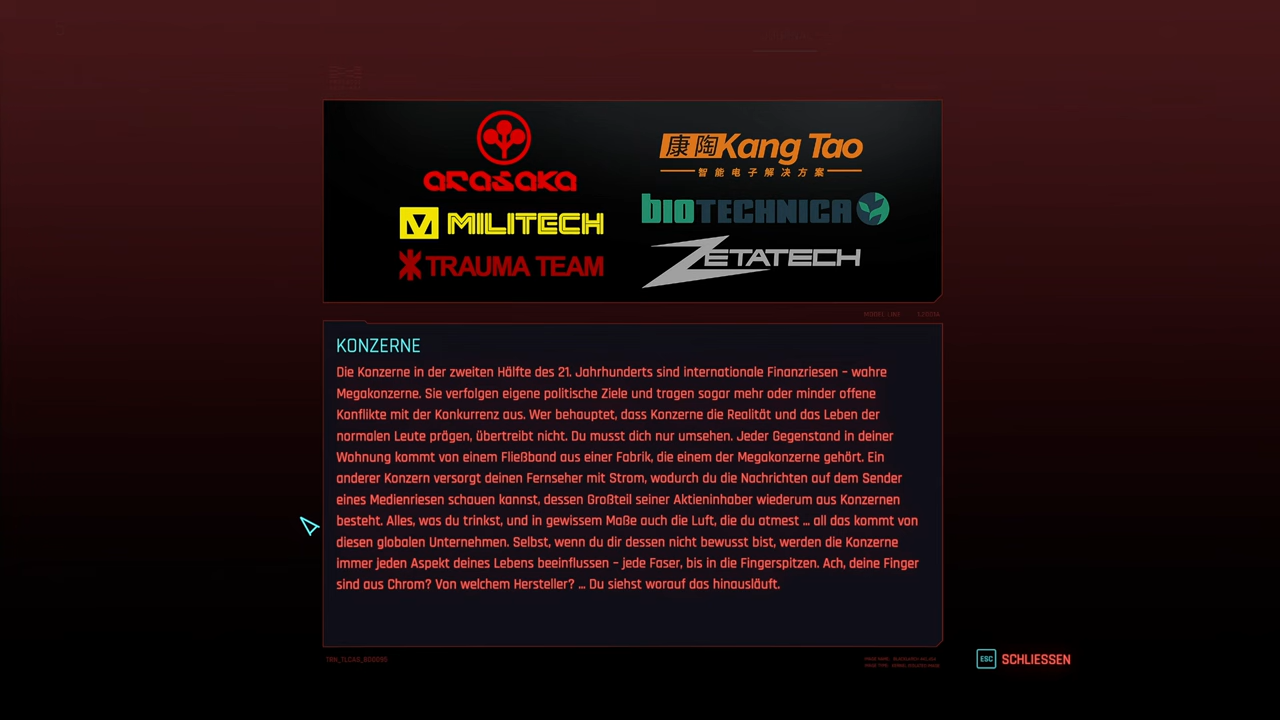 arasaka
康陶Kang Tao
智能电子解决方案
MILITECH
bioTECHNICA
TRAUMA TEAM
ZETATECH
KONZERNE
Die Konzerne in der zweiten Hälfte des 21. Jahrhunderts sind internationale Finanzriesen – wahre
Megakonzerne. Sie verfolgen eigene politische Ziele und tragen sogar mehr oder minder offene
Konflikte mit der Konkurrenz aus. Wer behauptet, dass Konzerne die Realität und das Leben der
normalen Leute prägen, übertreibt nicht. Du musst dich nur umsehen. Jeder Gegenstand in deiner
Wohnung kommt von einem Fließband aus einer Fabrik, die einem der Megakonzerne gehört. Ein
anderer Konzern versorgt deinen Fernseher mit Strom, wodurch du die Nachrichten auf dem Sender
eines Medienriesen schauen kannst, dessen Großteil seiner Aktieninhaber wiederum aus Konzernen
besteht. Alles, was du trinkst, und in gewissem Maße auch die Luft, die du atmest ... all das kommt von
diesen globalen Unternehmen. Selbst, wenn du dir dessen nicht bewusst bist, werden die Konzerne
immer jeden Aspekt deines Lebens beeinflussen – jede Faser, bis in die Fingerspitzen. Ach, deine Finger
sind aus Chrom? Von welchem Hersteller? ... Du siehst worauf das hinausläuft.
ESC SCHLIESSEN